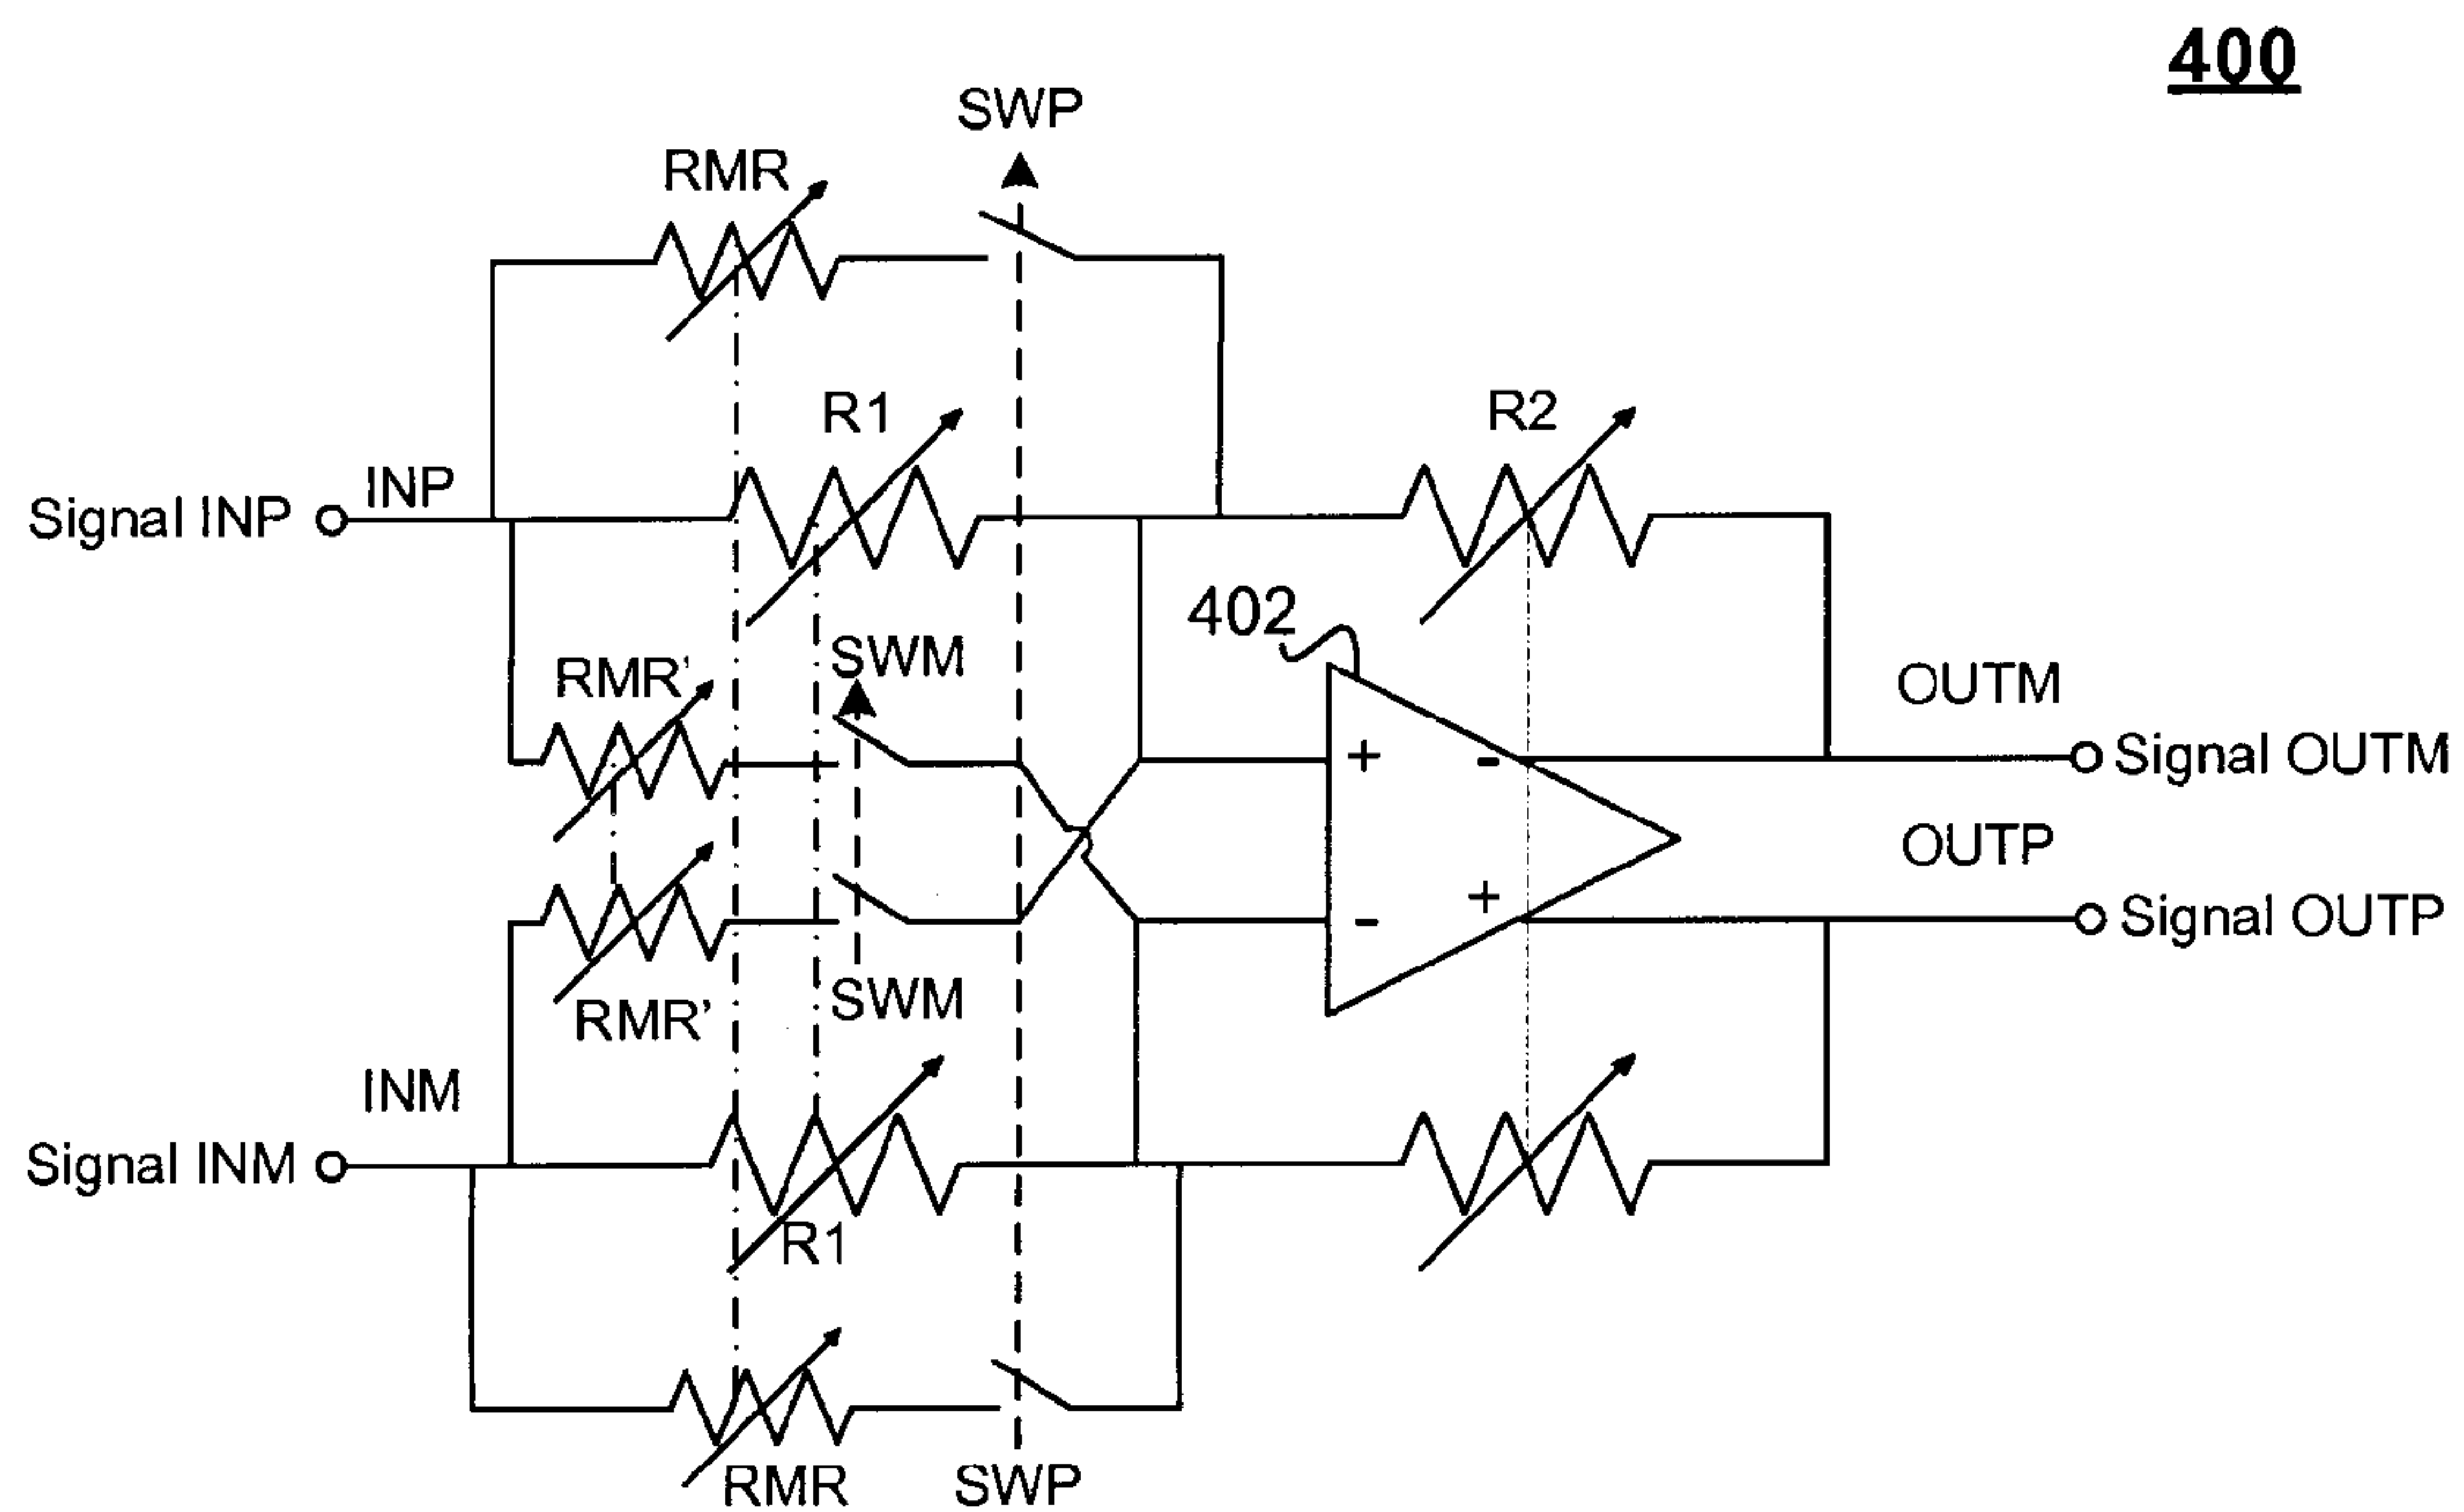 400
SWP
RMR
R1
R2
INP
Signal INP
402
SWM
RMR'
+
-
OUTM
Signal OUTM
OUTP
+
-
Signal OUTP
SWM
RMR'
INM
Signal INM
R1
RMR
SWP